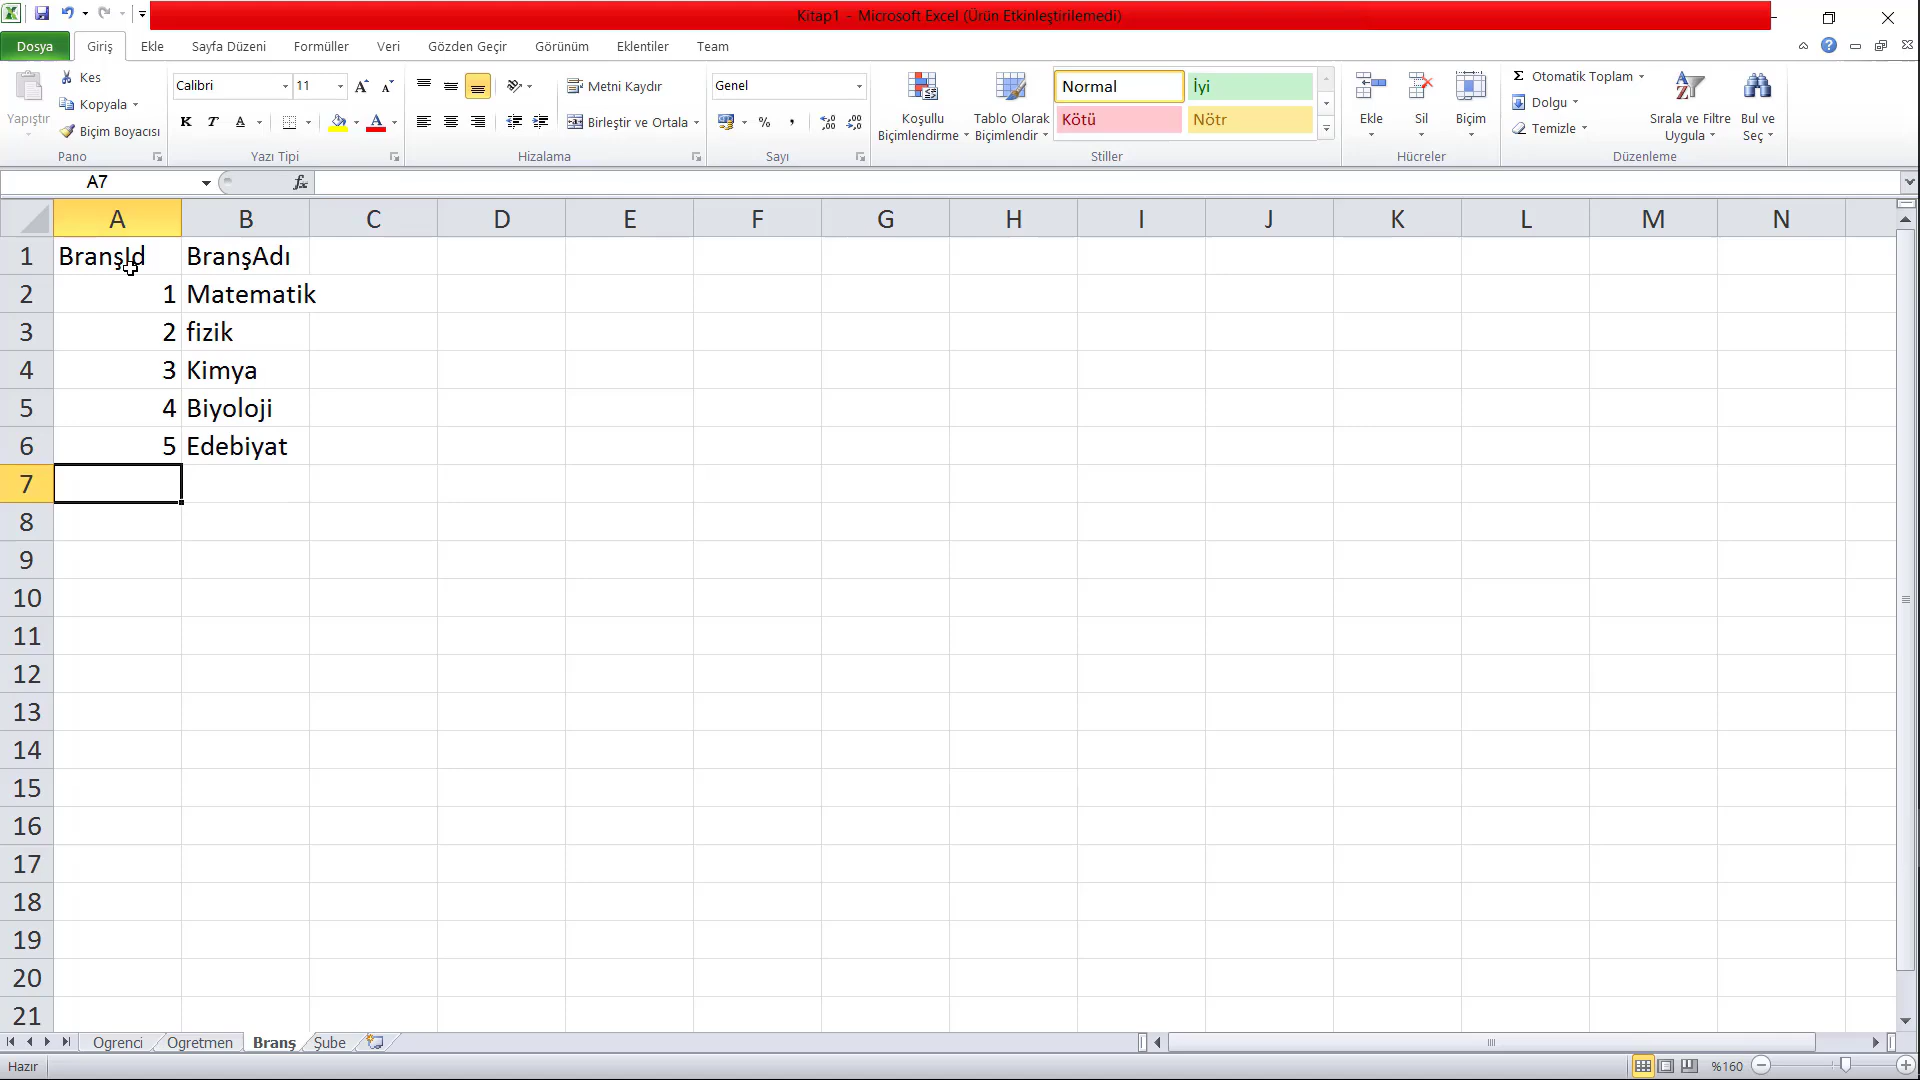 Kitap1 - Microsoft Excel (Ürün Etkinleştirilemedi)
Dosya Giriş Ekle Sayfa Düzeni Formüller Veri Gözden Geçir Görünüm Eklentiler Team
Yapıştır
Kes
Kopyala
Biçim Boyacısı
Pano
Calibri 11
K T A
Yazı Tipi
Metni Kaydır
Birleştir ve Ortala
Hizalama
Genel
%
Sayı
Koşullu Biçimlendirme
Tablo Olarak Biçimlendir
Normal İyi
Kötü Nötr
Stiller
Ekle Sil Biçim
Hücreler
Σ Otomatik Toplam
Dolgu
Temizle
Sırala ve Filtre Uygula
Bul ve Seç
Düzenleme
A7 fx
A B C D E F G H I J K L M N
1 BranşId BranşAdı
2 1 Matematik
3 2 fizik
4 3 Kimya
5 4 Biyoloji
6 5 Edebiyat
7
8
9
10
11
12
13
14
15
16
17
18
19
20
21
Ogrenci Ogretmen Branş Şube
Hazır %160